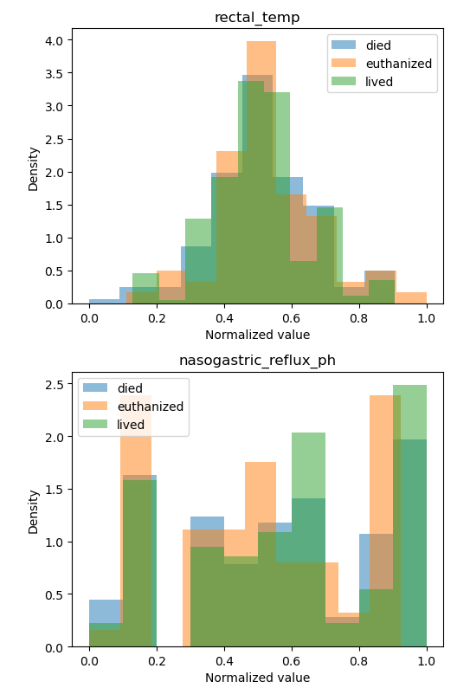 rectal_temp
died
euthanized
lived
4.0
3.5
3.0
2.5
2.0
1.5
1.0
0.5
0.0
Density
0.0 0.2 0.4 0.6 0.8 1.0
Normalized value
nasogastric_reflux_ph
died
euthanized
lived
2.5
2.0
1.5
1.0
0.5
0.0
Density
0.0 0.2 0.4 0.6 0.8 1.0
Normalized value